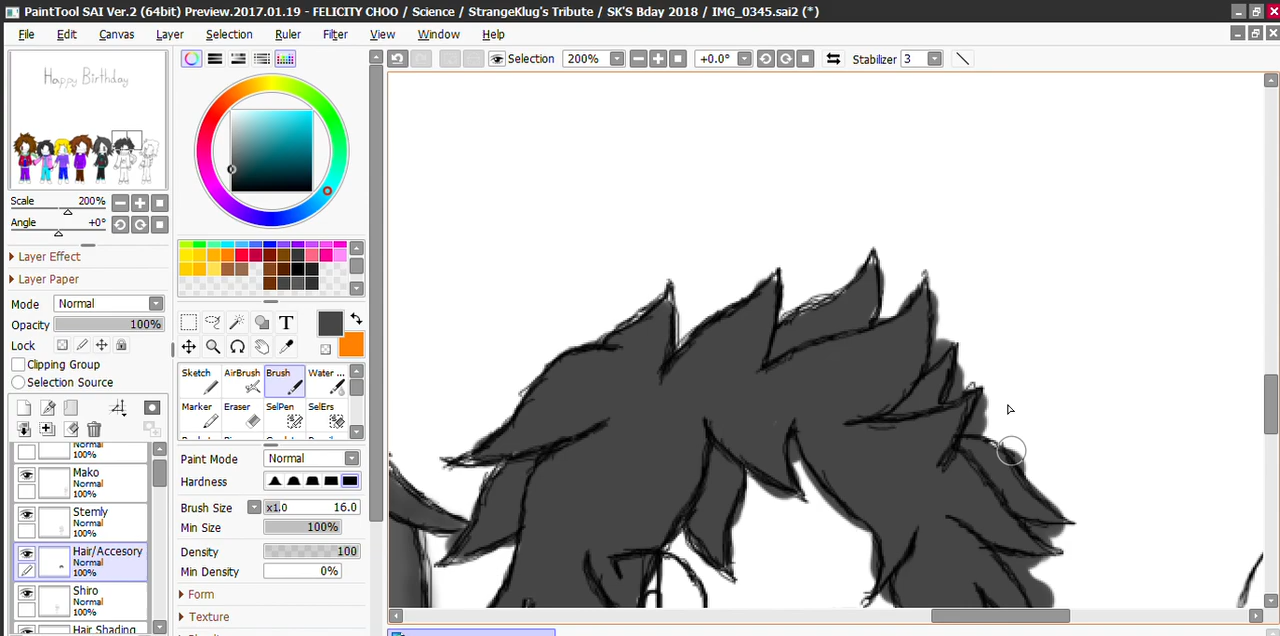 PaintTool SAI Ver.2 (64bit) Preview.2017.01.19 - FELICITY CHOO / Science / StrangeKlug's Tribute / SK'S Bday 2018 / IMG_0345.sai2 (*)
File Edit Canvas Layer Selection Ruler Filter View Window Help
Selection 200% +0.0° Stabilizer 3
Happy Birthday
Scale 200%
Angle +0°
Layer Effect
Layer Paper
Mode Normal
Opacity 100%
Lock
Clipping Group
Selection Source
Normal
100%
Mako
Normal
100%
Stemly
Normal
100%
Hair/Accesory
Normal
100%
Shiro
Normal
100%
Hair Shading
T
Sketch AirBrush Brush Water ...
Marker Eraser SelPen SelErs
Paint Mode Normal
Hardness
Brush Size x1.0 16.0
Min Size 100%
Density 100
Min Density 0%
Form
Texture